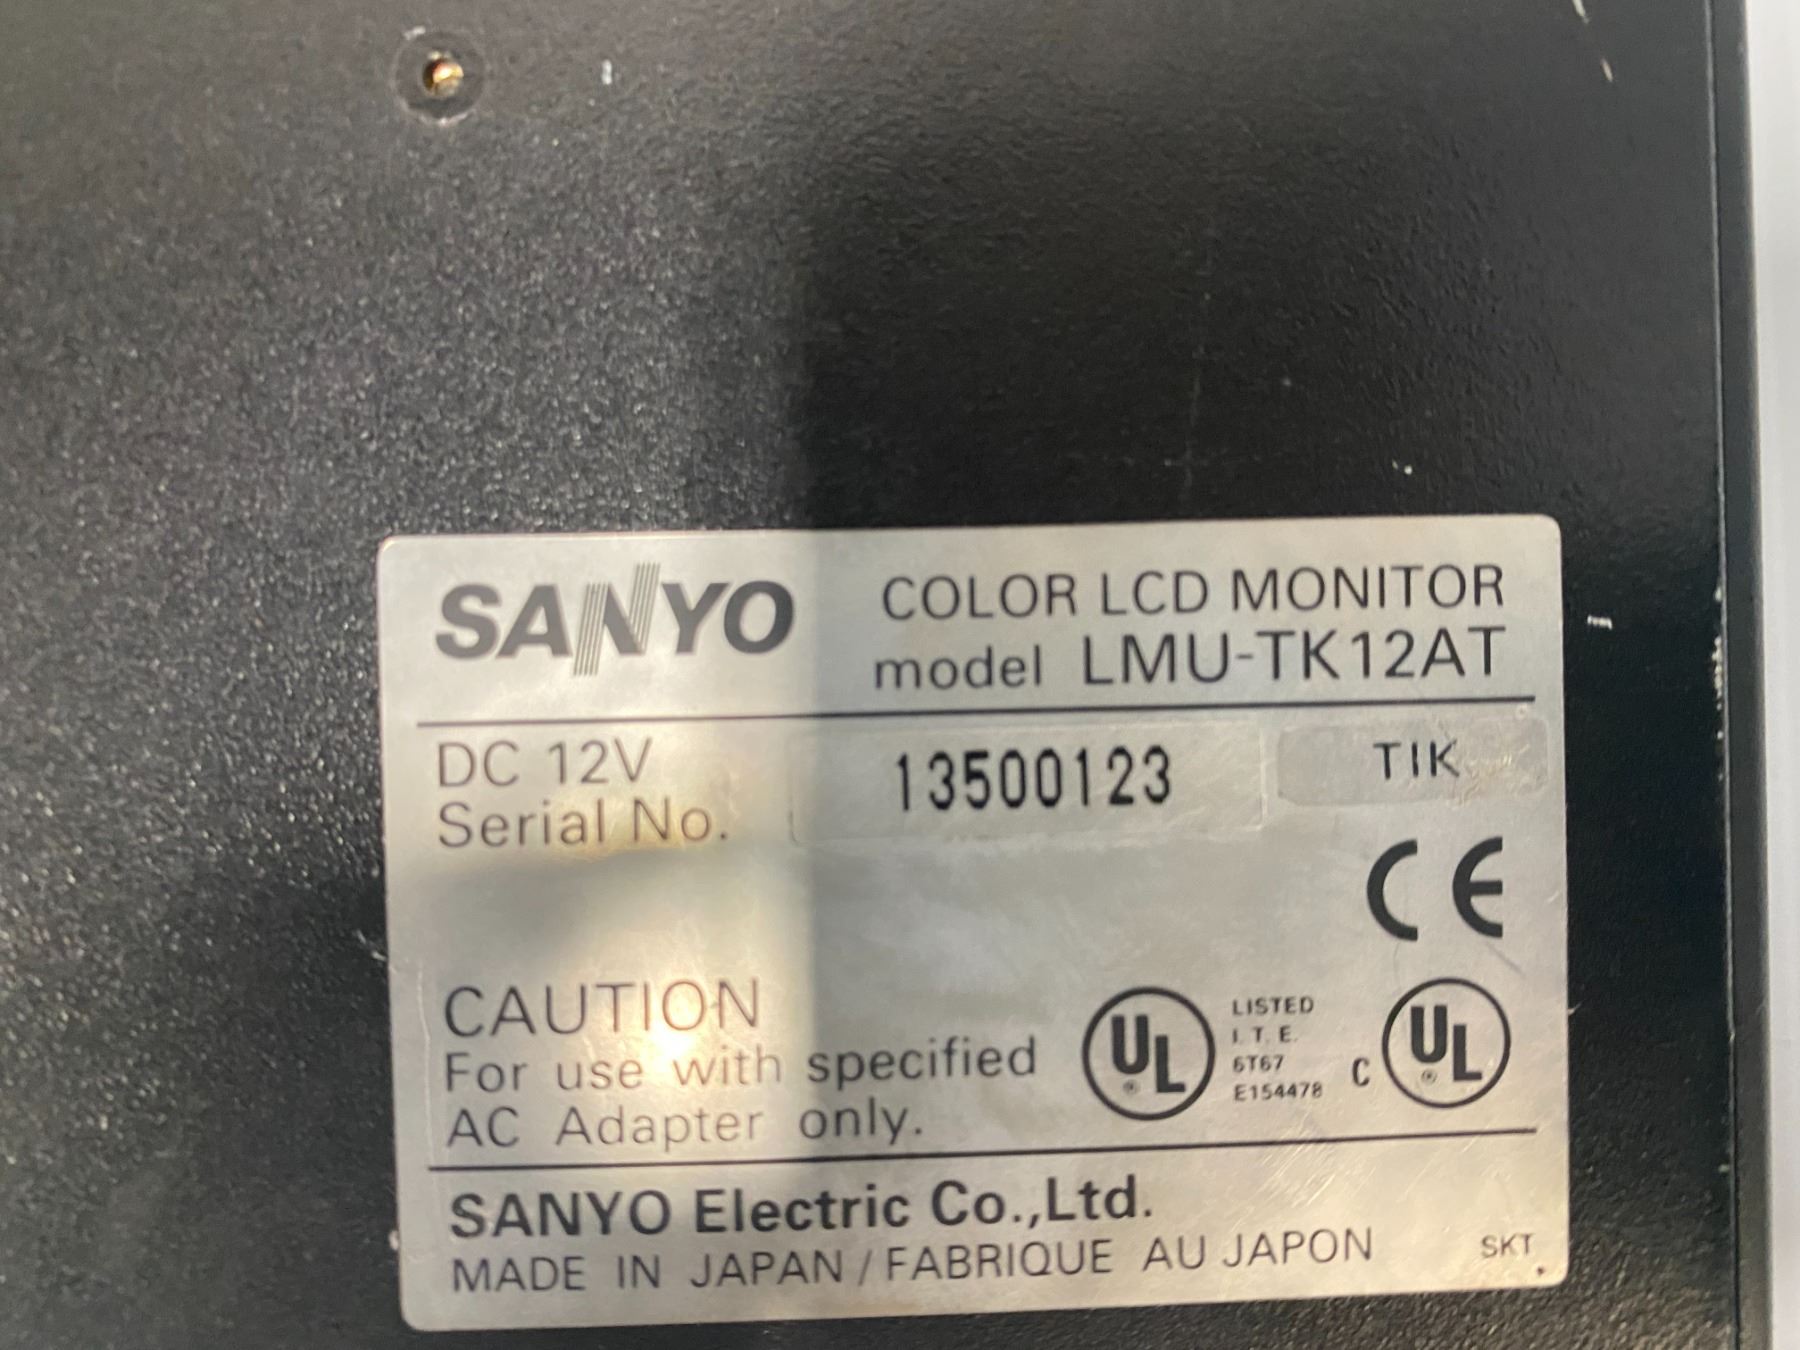 SANYO
COLOR LCD MONITOR
model LMU-TK12AT
DC 12V
Serial No.
13500123
TIK
CE
CAUTION
For use with specified
AC Adapter only.
UL
®
LISTED
I. T. E.
6T67
E154478
C
UL
®
SANYO Electric Co.,Ltd.
MADE IN JAPAN / FABRIQUE AU JAPON
SKT